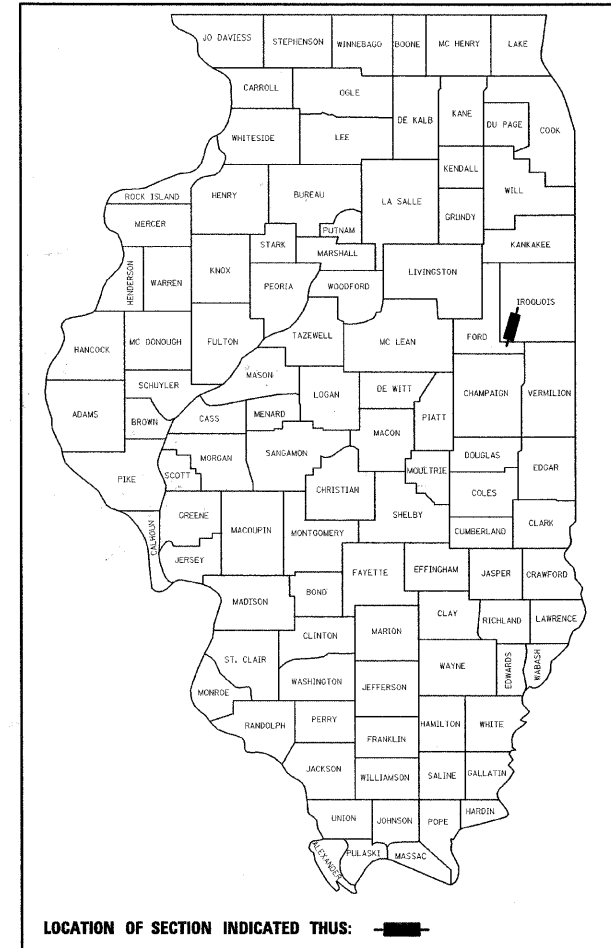 JO DAVIESS STEPHENSON WINNEBAGO BOONE MC HENRY LAKE
CARROLL OGLE DE KALB KANE DU PAGE COOK
WHITESIDE LEE
KENDALL WILL
ROCK ISLAND HENRY BUREAU LA SALLE GRUNDY
MERCER PUTNAM
STARK MARSHALL KANKAKEE
HENDERSON WARREN KNOX PEORIA WOODFORD LIVINGSTON IROQUOIS
HANCOCK MC DONOUGH FULTON TAZEWELL MC LEAN FORD
MASON
SCHUYLER LOGAN DE WITT CHAMPAIGN VERMILION
ADAMS BROWN CASS MENARD PIATT
MACON
MORGAN SANGAMON DOUGLAS
PIKE SCOTT CHRISTIAN MOULTRIE COLES EDGAR
GREENE MACOUPIN MONTGOMERY SHELBY
CALHOUN JERSEY CUMBERLAND CLARK
FAYETTE EFFINGHAM JASPER CRAWFORD
MADISON BOND
CLINTON MARION CLAY RICHLAND LAWRENCE
ST. CLAIR WAYNE EDWARDS WABASH
WASHINGTON JEFFERSON
MONROE
RANDOLPH PERRY HAMILTON WHITE
FRANKLIN
JACKSON WILLIAMSON SALINE GALLATIN
UNION JOHNSON POPE HARDIN
ALEXANDER PULASKI MASSAC
LOCATION OF SECTION INDICATED THUS: